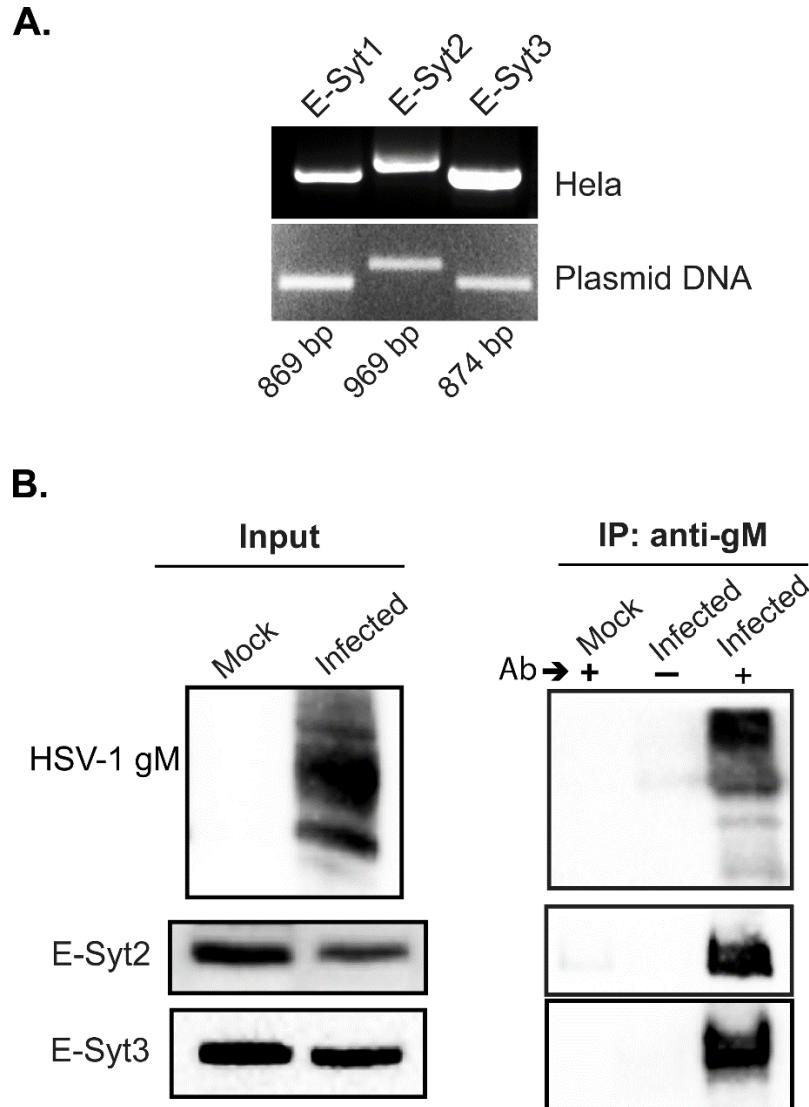 A.
E-Syt1 E-Syt2 E-Syt3
Hela
Plasmid DNA
869 bp 969 bp 874 bp
B.
Input
IP: anti-gM
Mock Infected
Mock Infected Infected
Ab➔ + − +
HSV-1 gM
E-Syt2
E-Syt3